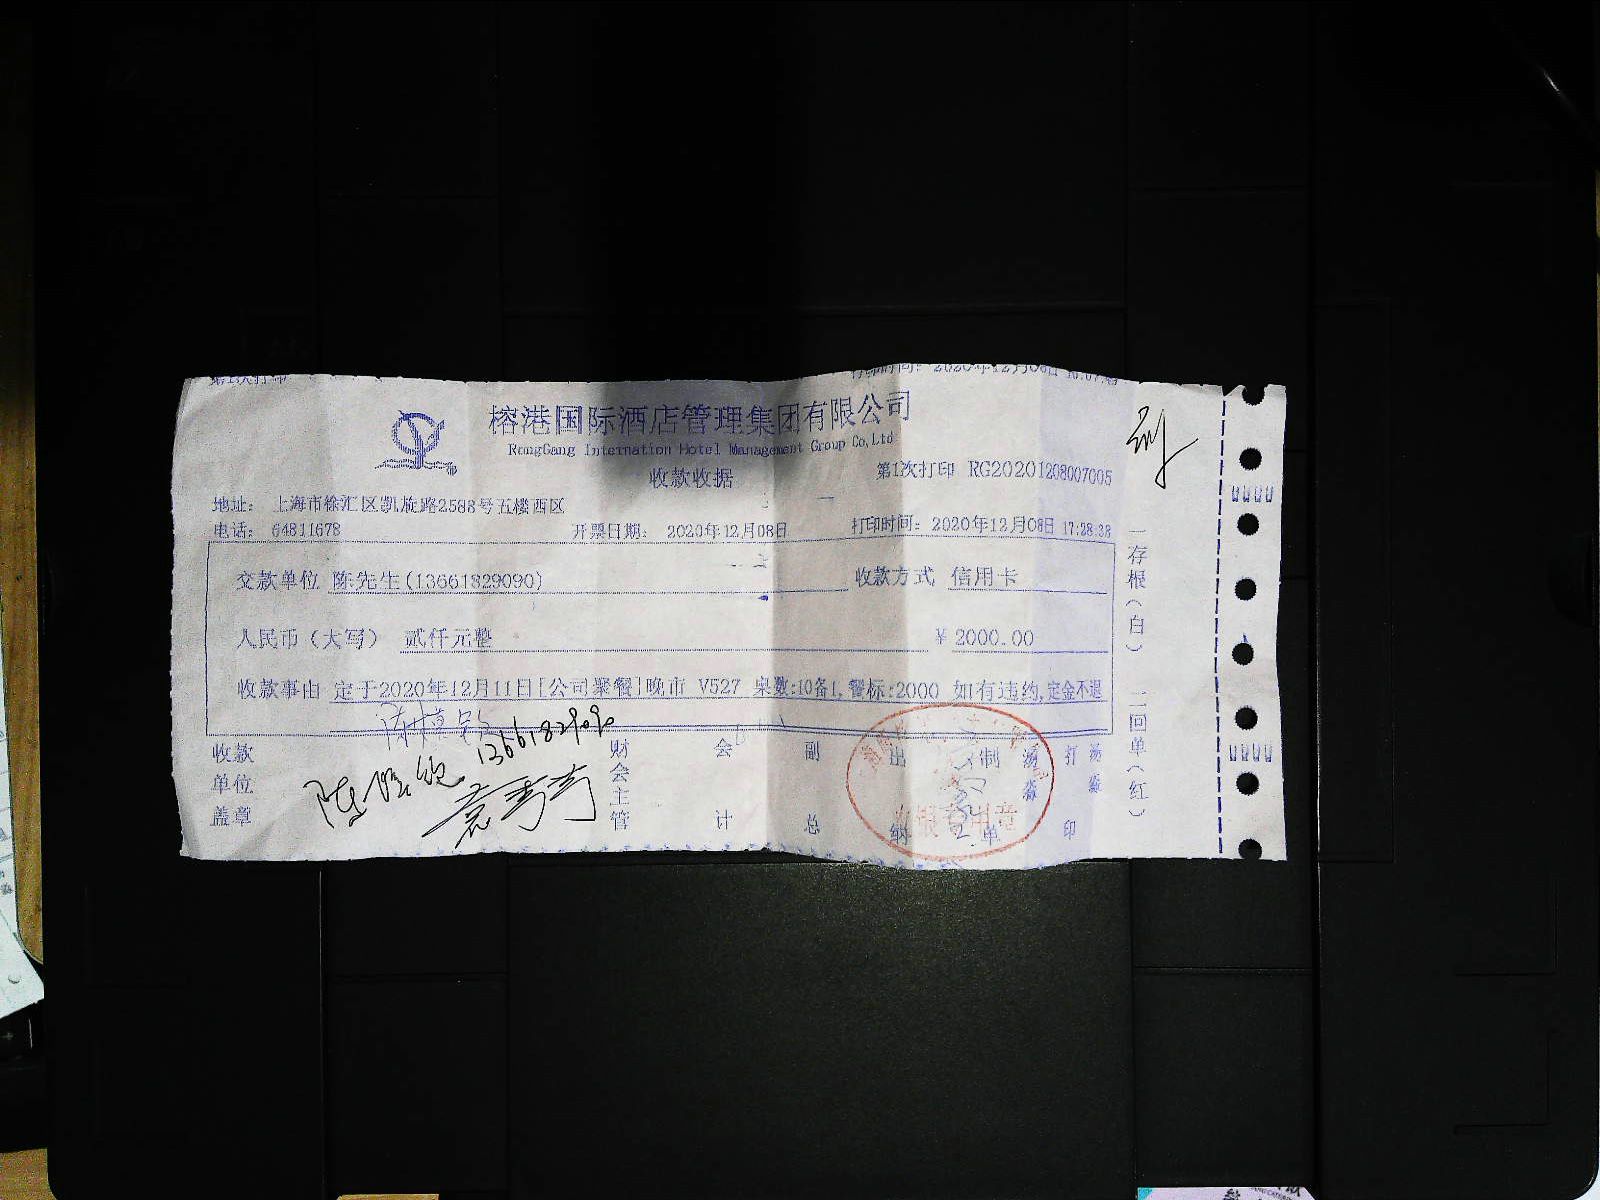 榕港国际酒店管理集团有限公司
RongGang Internation Hotel Management Group Co,Ltd
收款收据
第1次打印 RG20201208007005
地址: 上海市徐汇区凯旋路2588号五楼西区
电话: 64811678 开票日期: 2020年12月08日 打印时间: 2020年12月08日 17:28:38
交款单位 陈先生(13661829090) 收款方式 信用卡
人民币(大写) 贰仟元整 ¥ 2000.00
收款事由 定于2020年12月11日[公司聚餐]晚市 V527 桌数:10备1,餐标:2000 如有违约,定金不退
13661829090
收款单位盖章 财会主管 会计 副总 出纳 制单 打印
一存根(白) 二回单(红)